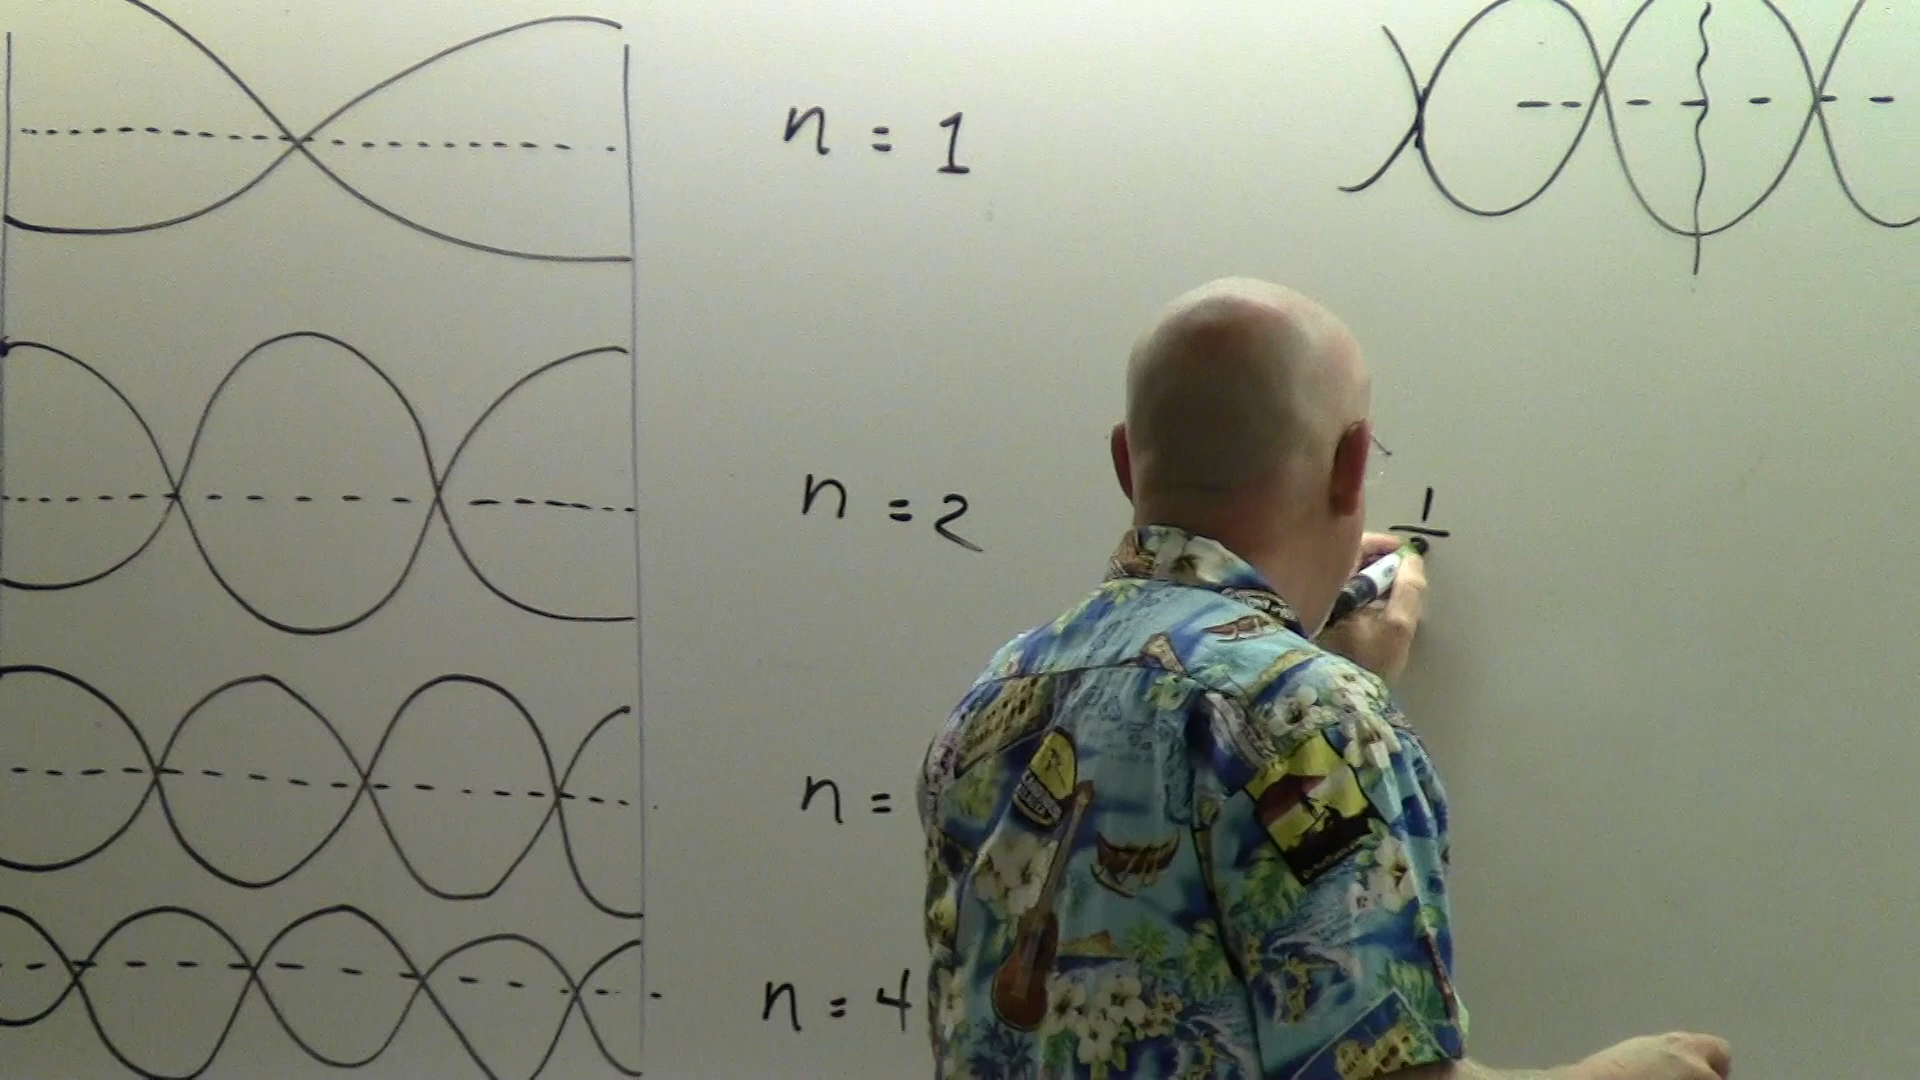 n = 1
n = 2
1
n =
n = 4